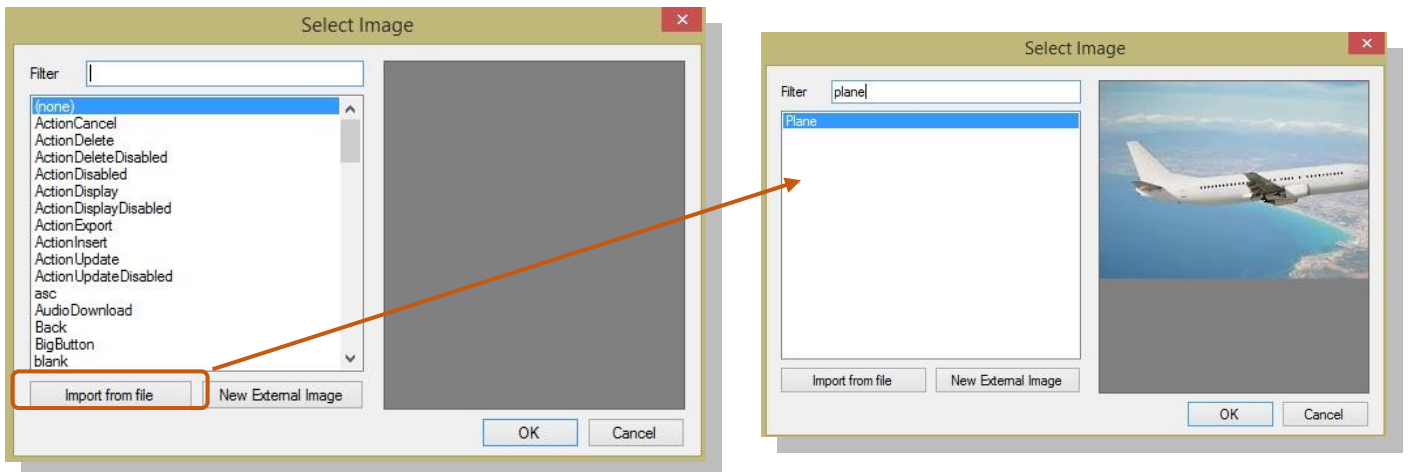 Select Image
Filter
(none)
ActionCancel
ActionDelete
ActionDeleteDisabled
ActionDisabled
ActionDisplay
ActionDisplayDisabled
ActionExport
ActionInsert
ActionUpdate
ActionUpdateDisabled
asc
AudioDownload
Back
BigButton
blank
Import from file New External Image
OK Cancel
Select Image
Filter plane
Plane
Import from file New External Image
OK Cancel